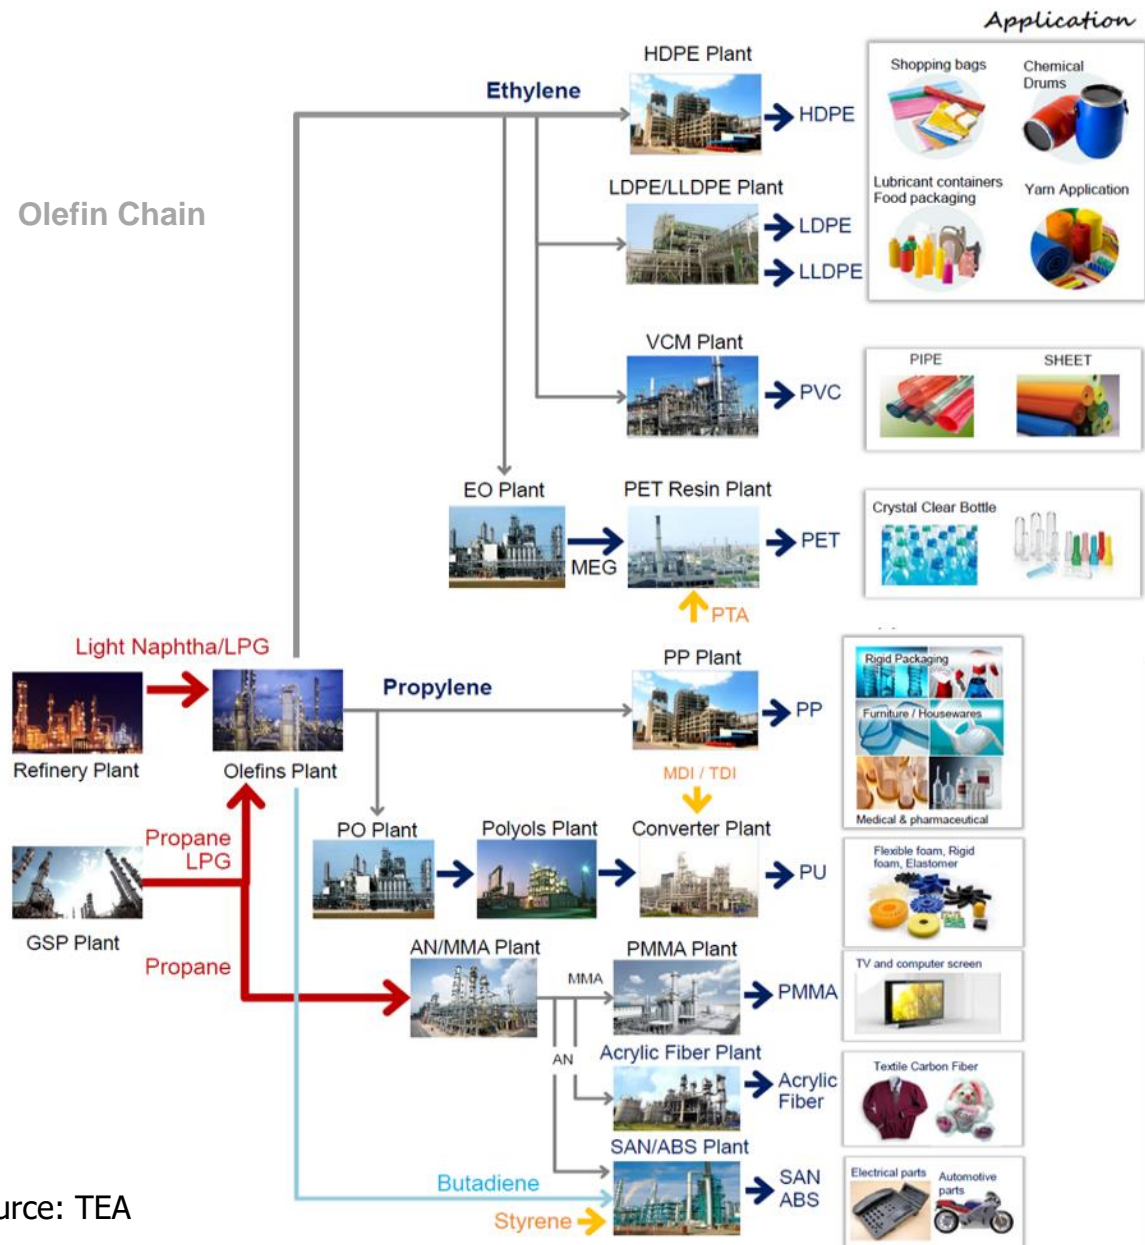 Application
HDPE Plant
Shopping bags
Chemical
Drums
Ethylene
HDPE
LDPE/LLDPE Plant
Lubricant containers
Food packaging
Yarn Application
Olefin Chain
LDPE
LLDPE
VCM Plant
PIPE
SHEET
PVC
EO Plant
PET Resin Plant
Crystal Clear Bottle
MEG
PET
PTA
Light Naphtha/LPG
PP Plant
Rigid Packaging
Propylene
PP
Furniture / Housewares
Refinery Plant
Olefins Plant
MDI / TDI
Medical & pharmaceutical
Propane
LPG
PO Plant
Polyols Plant
Converter Plant
Flexible foam, Rigid
foam, Elastomer
PU
GSP Plant
AN/MMA Plant
PMMA Plant
Propane
TV and computer screen
MMA
PMMA
AN
Acrylic Fiber Plant
Textile Carbon Fiber
Acrylic
Fiber
SAN/ABS Plant
Butadiene
Electrical parts
Automotive
parts
SAN
ABS
Styrene
urce: TEA